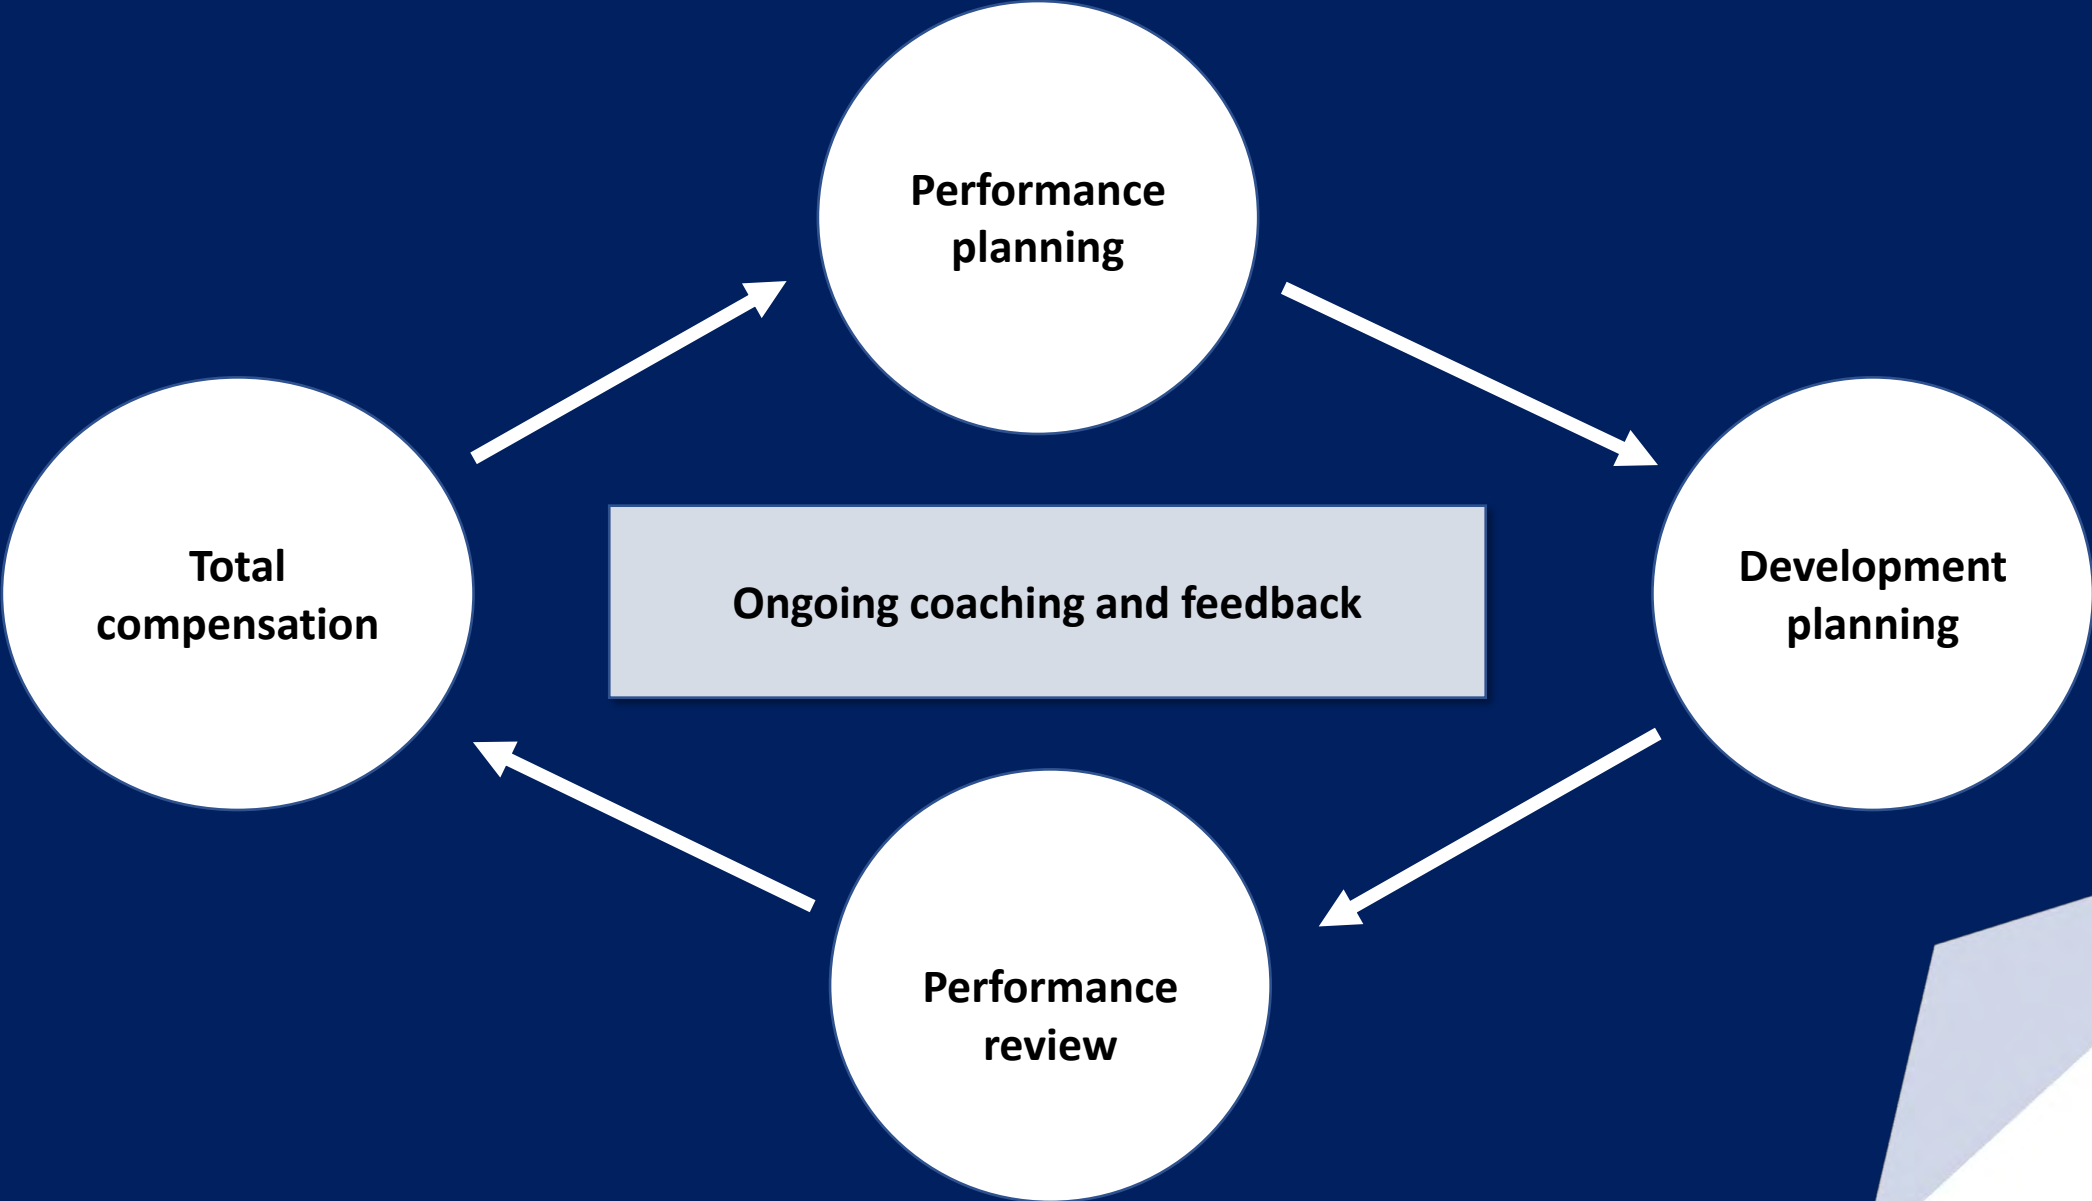 Performance
planning
Total
compensation
Ongoing coaching and feedback
Development
planning
Performance
review